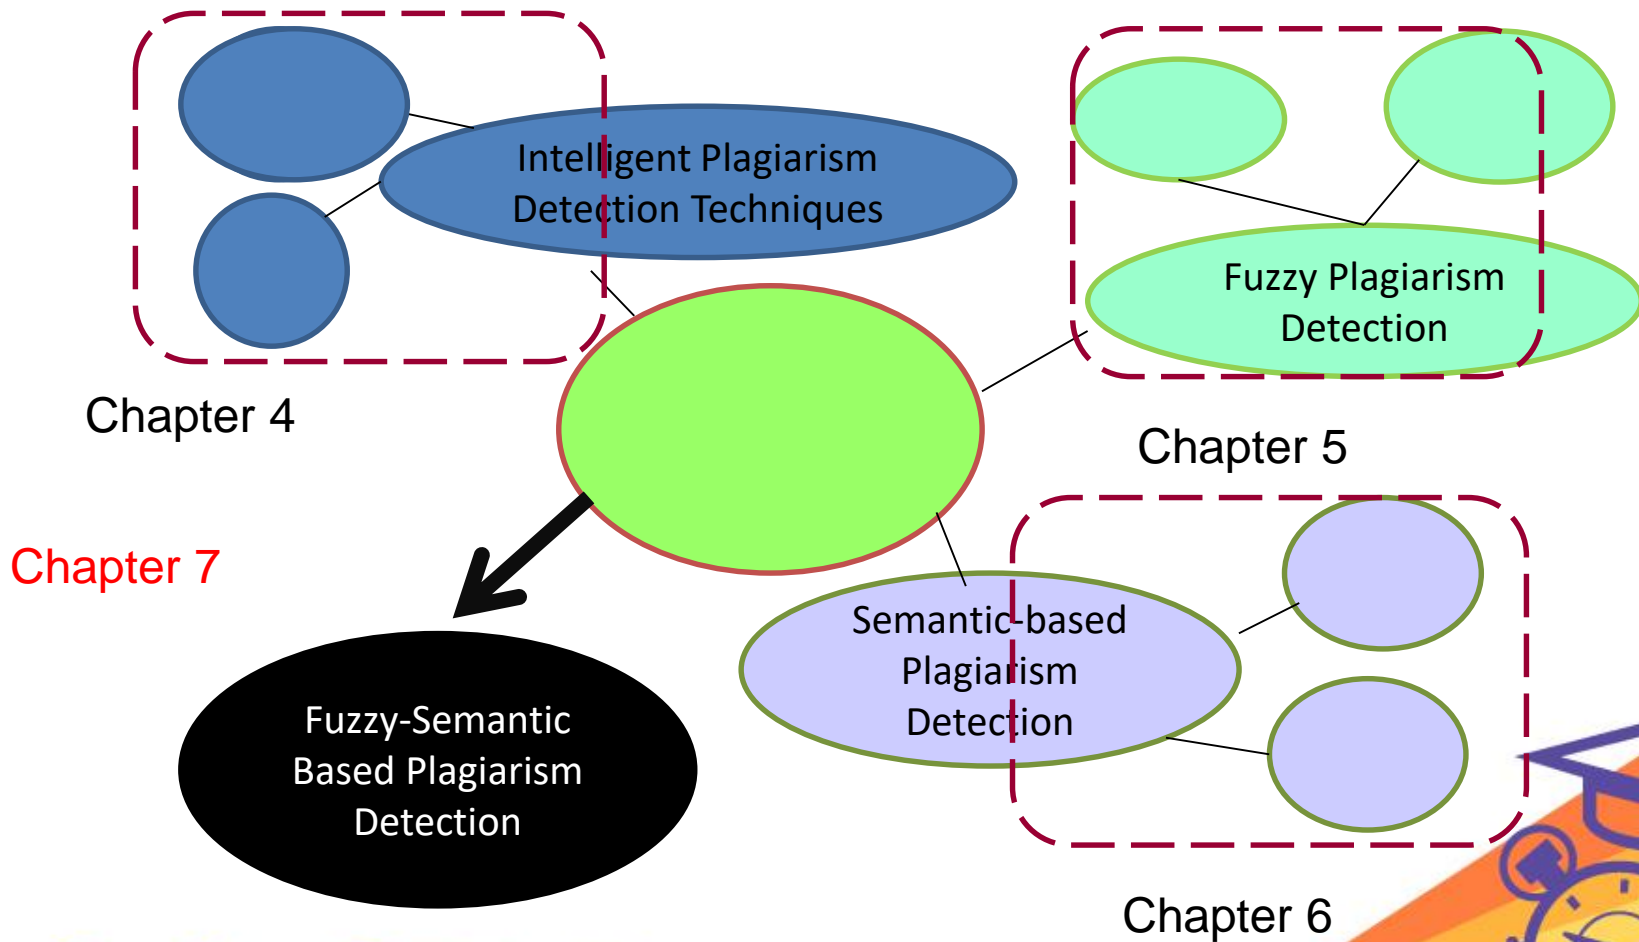 Intelligent Plagiarism
Detection Techniques
Chapter 4
Fuzzy Plagiarism
Detection
Chapter 5
Chapter 7
Semantic-based
Plagiarism
Detection
Fuzzy-Semantic
Based Plagiarism
Detection
Chapter 6